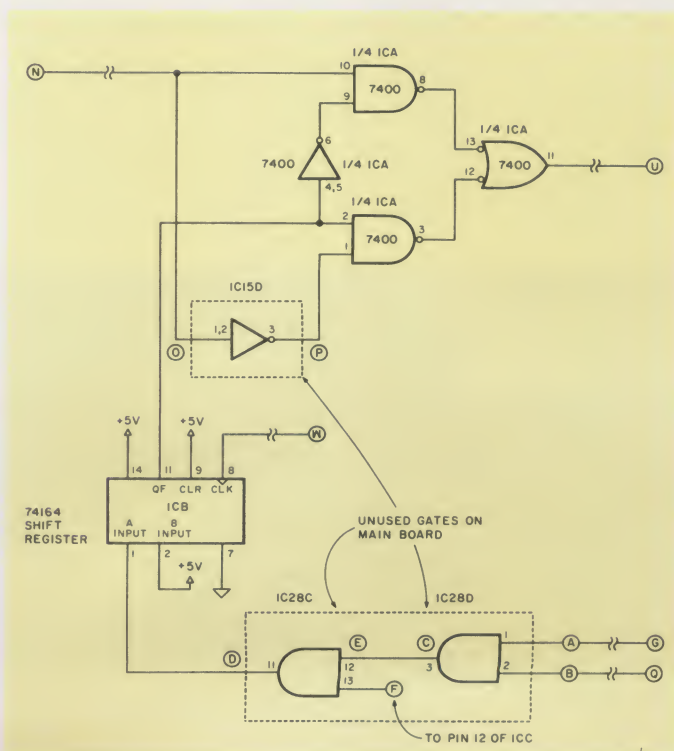 1/4 ICA
N
10
8
7400
9
1/4 ICA
13
11
7400
U
12
6
7400
1/4 ICA
4,5
1/4 ICA
2
3
7400
1
IC15D
1,2
3
O
P
+5V
+5V
W
14
11
9
8
QF
CLR
CLK
74164
SHIFT
REGISTER
ICB
A
INPUT
B
INPUT
1
2
7
+5V
UNUSED GATES ON
MAIN BOARD
IC28C
IC28D
D
11
E
12
13
F
C
3
1
A
G
2
B
Q
TO PIN 12 OF ICC